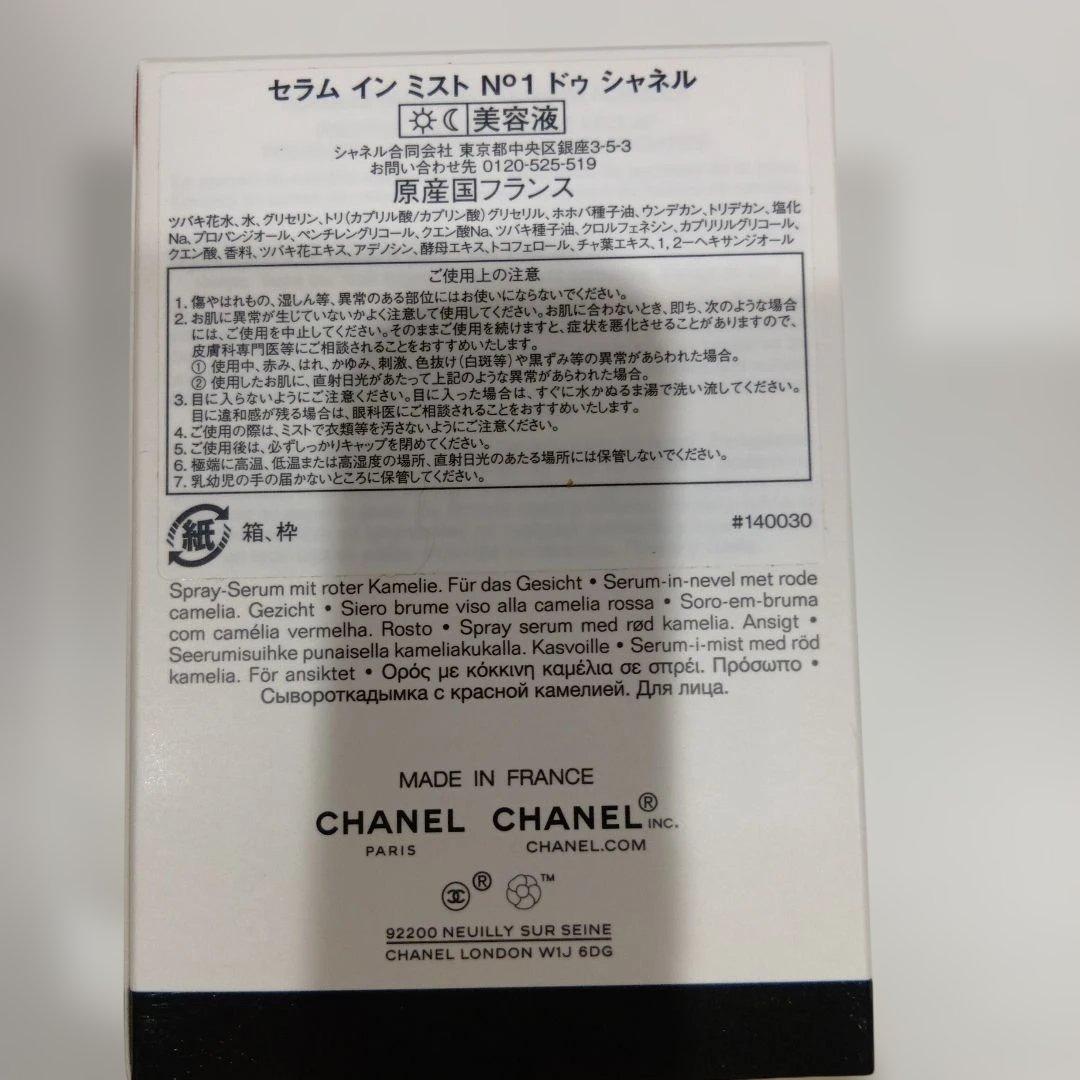 セラム イン ミスト Nº1 ドゥ シャネル
美容液
シャネル合同会社 東京都中央区銀座3-5-3
お問い合わせ先 0120-525-519
原産国フランス
ツバキ花水、水、グリセリン、トリ(カプリル酸/カプリン酸)グリセリル、ホホバ種子油、ウンデカン、トリデカン、塩化
Na、プロパンジオール、ペンチレングリコール、クエン酸Na、ツバキ種子油、クロルフェネシン、カプリリルグリコール、
クエン酸、香料、ツバキ花エキス、アデノシン、酵母エキス、トコフェロール、チャ葉エキス、1, 2ーヘキサンジオール
ご使用上の注意
1. 傷やはれもの、湿しん等、異常のある部位にはお使いにならないでください。
2. お肌に異常が生じていないかよく注意して使用してください。お肌に合わないとき、即ち、次のような場合
には、ご使用を中止してください。そのままご使用を続けますと、症状を悪化させることがありますので、
皮膚科専門医等にご相談されることをおすすめいたします。
① 使用中、赤み、はれ、かゆみ、刺激、色抜け(白斑等)や黒ずみ等の異常があらわれた場合。
② 使用したお肌に、直射日光があたって上記のような異常があらわれた場合。
3. 目に入らないようにご注意ください。目に入った場合は、すぐに水かぬるま湯で洗い流してください。
目に違和感が残る場合は、眼科医にご相談されることをおすすめいたします。
4. ご使用の際は、ミストで衣類等を汚さないようにご注意ください。
5. ご使用後は、必ずしっかりキャップを閉めてください。
6. 極端に高温、低温または高湿度の場所、直射日光のあたる場所には保管しないでください。
7. 乳幼児の手の届かないところに保管してください。
紙 箱、枠 #140030
Spray-Serum mit roter Kamelie. Für das Gesicht • Serum-in-nevel met rode
camelia. Gezicht • Siero brume viso alla camelia rossa • Soro-em-bruma
com camélia vermelha. Rosto • Spray serum med rød kamelia. Ansigt •
Seerumisuihke punaisella kameliakukalla. Kasvoille • Serum-i-mist med röd
kamelia. För ansiktet • Ορός με κόκκινη καμέλια σε σπρέι. Πρόσωπο •
Сывороткадымка с красной камелией. Для лица.
MADE IN FRANCE
CHANEL CHANEL® INC.
PARIS CHANEL.COM
® ™
92200 NEUILLY SUR SEINE
CHANEL LONDON W1J 6DG